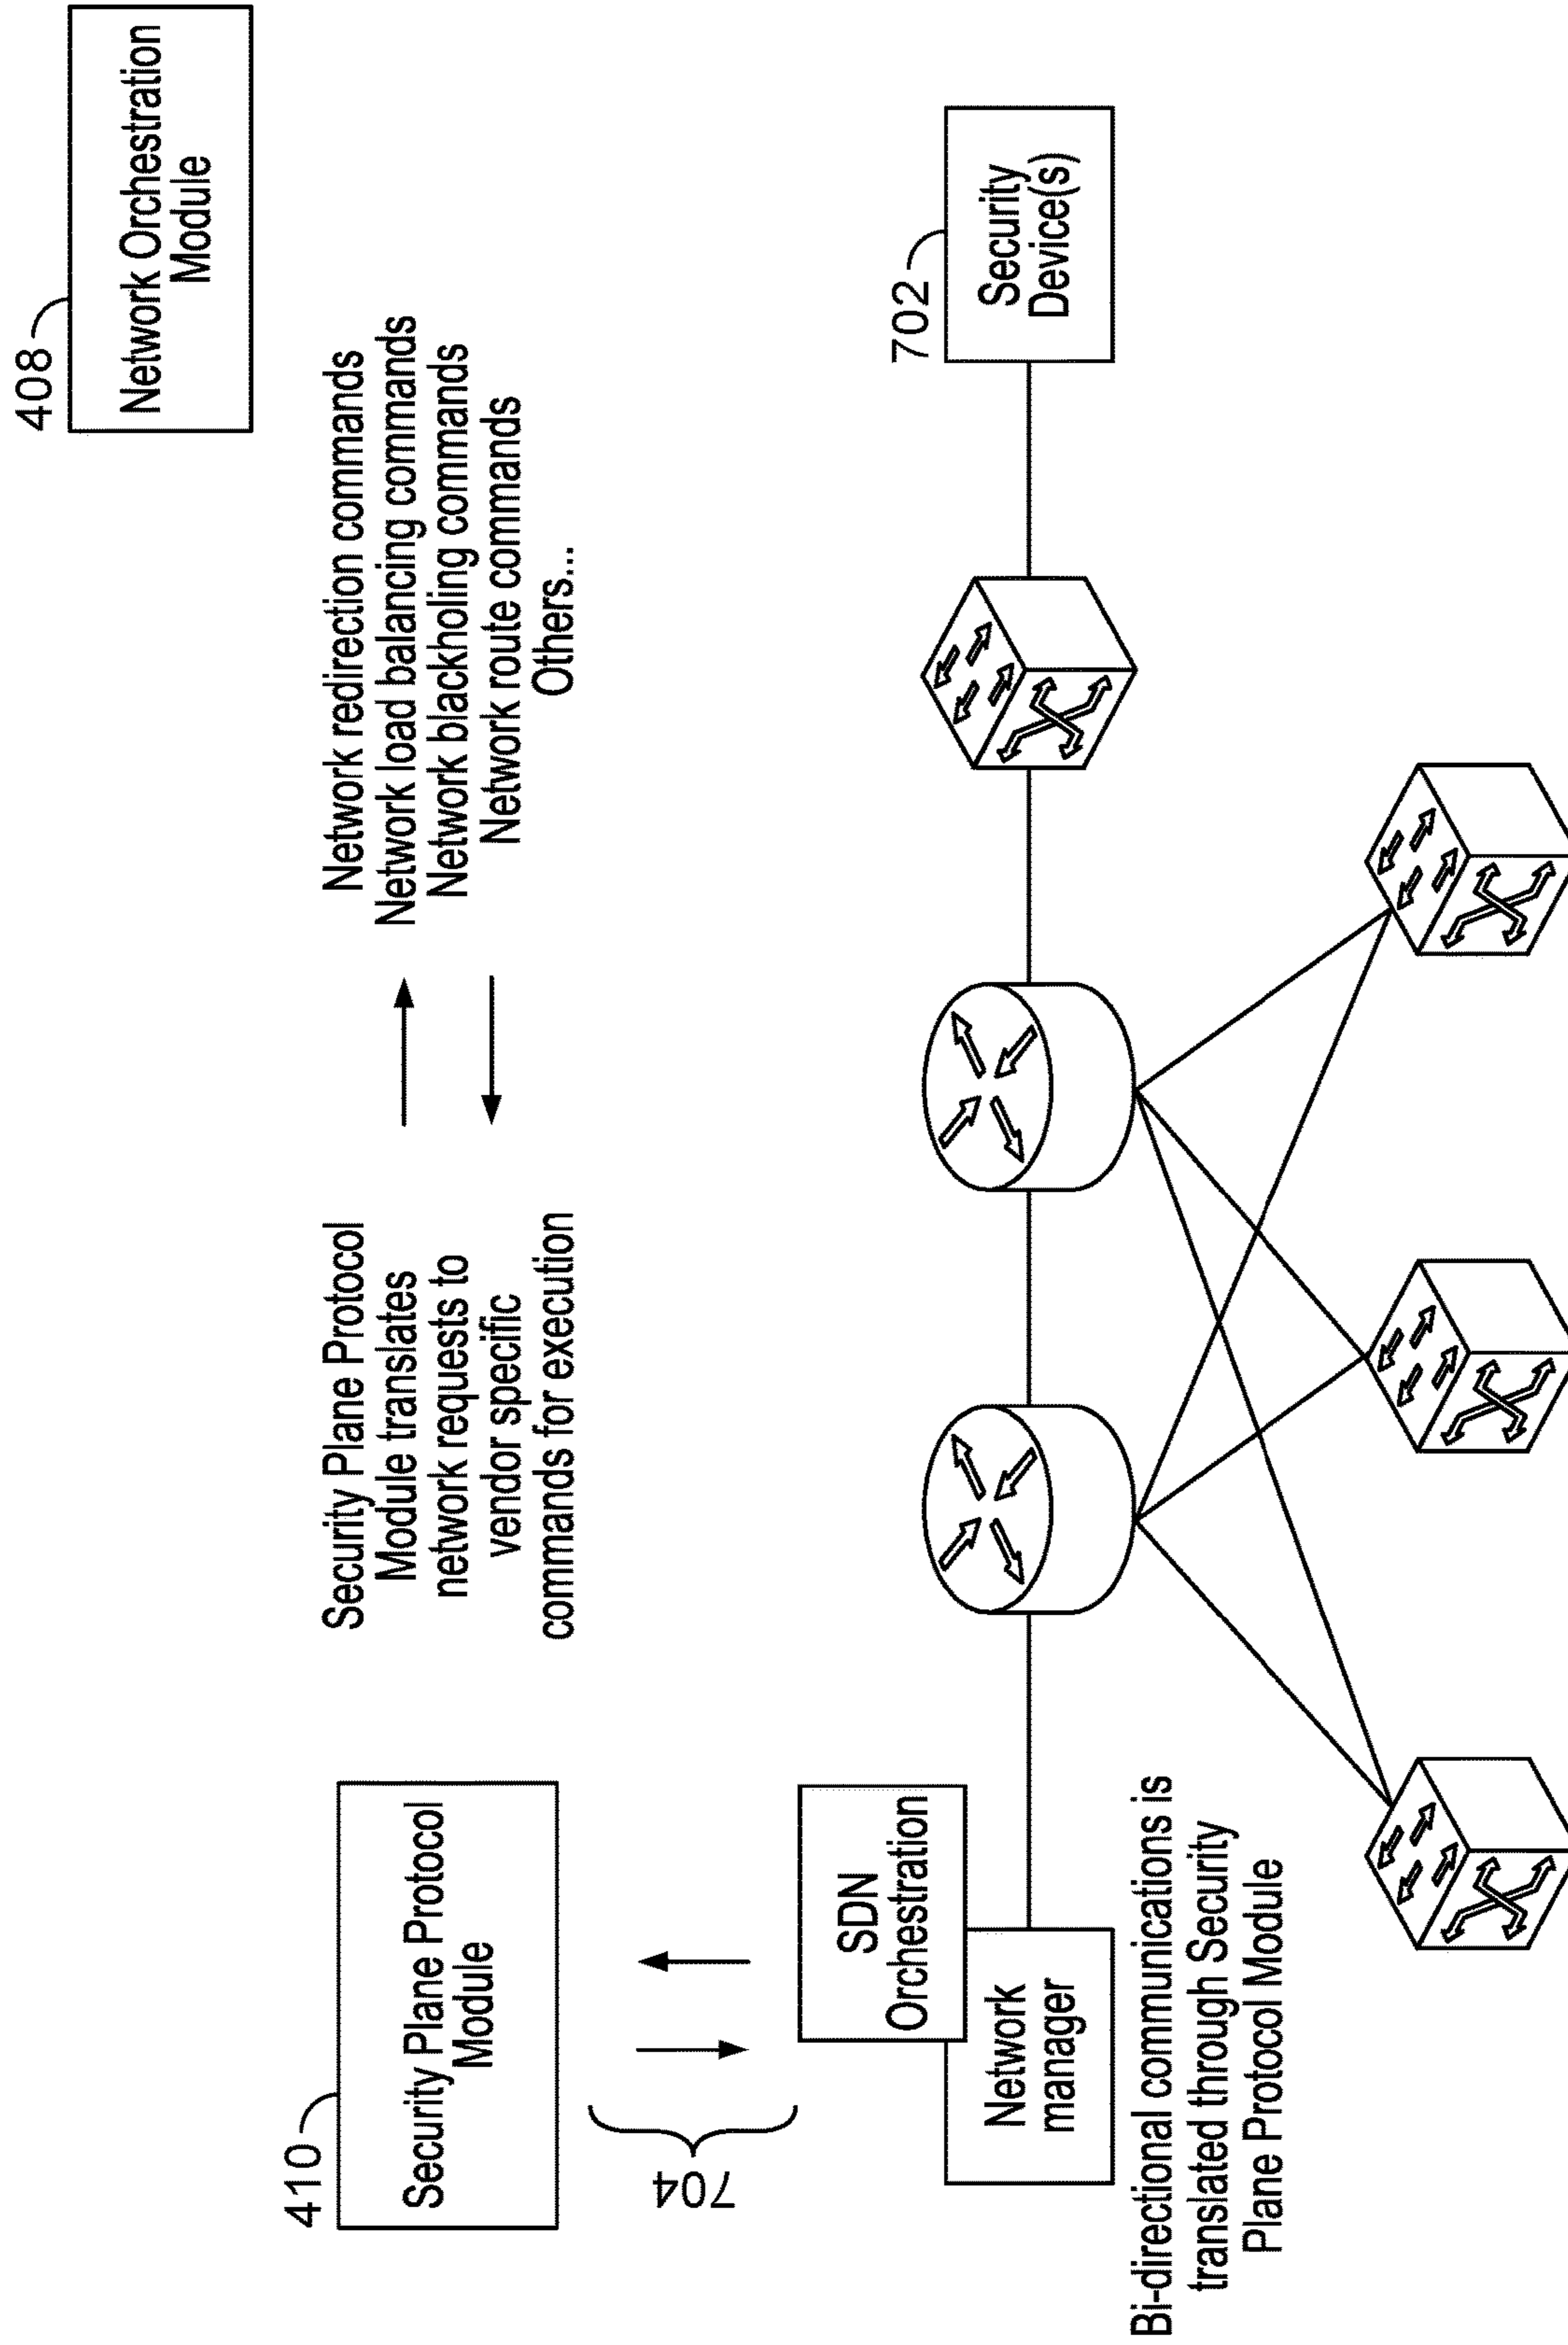 408
Network Orchestration
Module
410
Security Plane Protocol
Module
Security Plane Protocol
Module translates
network requests to
vendor specific
commands for execution
Network redirection commands
Network load balancing commands
Network blackholing commands
Network route commands
Others...
704
SDN
Orchestration
Network
manager
702
Security
Device(s)
Bi-directional communications is
translated through Security
Plane Protocol Module